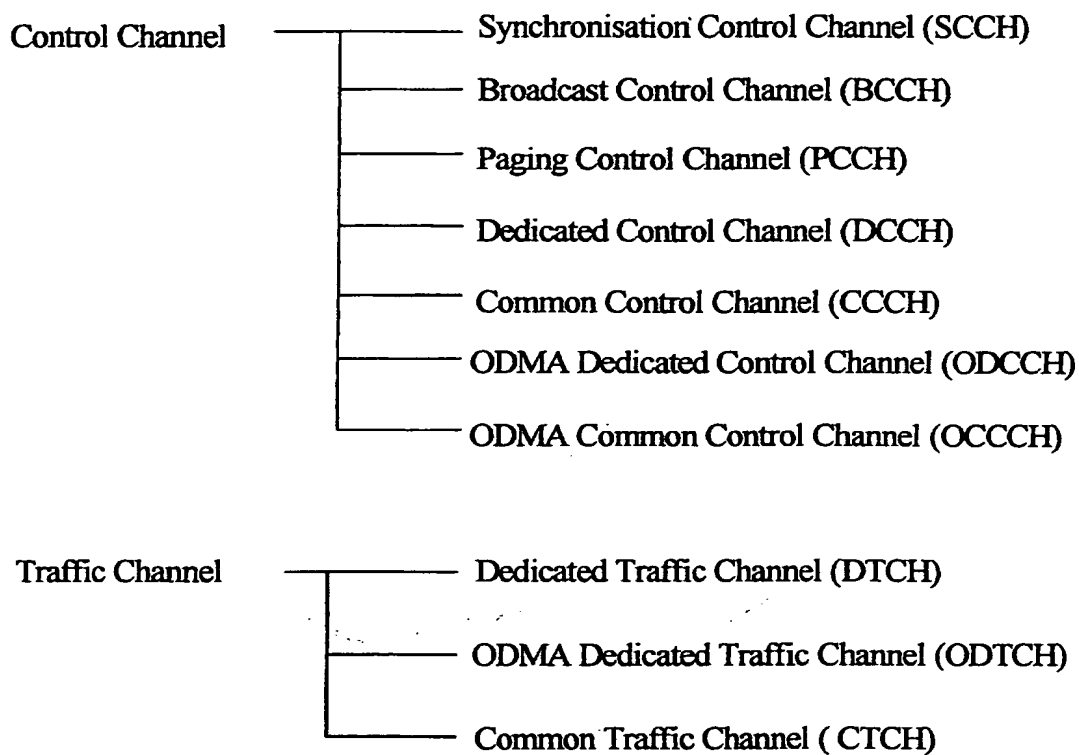 Control Channel
Synchronisation Control Channel (SCCH)
Broadcast Control Channel (BCCH)
Paging Control Channel (PCCH)
Dedicated Control Channel (DCCH)
Common Control Channel (CCCH)
ODMA Dedicated Control Channel (ODCCH)
ODMA Common Control Channel (OCCCH)
Traffic Channel
Dedicated Traffic Channel (DTCH)
ODMA Dedicated Traffic Channel (ODTCH)
Common Traffic Channel ( CTCH)